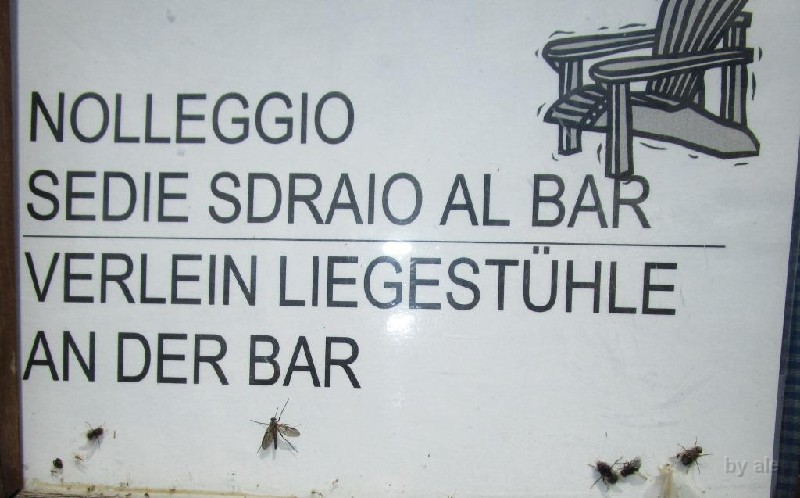 NOLLEGGIO
SEDIE SDRAIO AL BAR
VERLEIN LIEGESTÜHLE
AN DER BAR
by ale